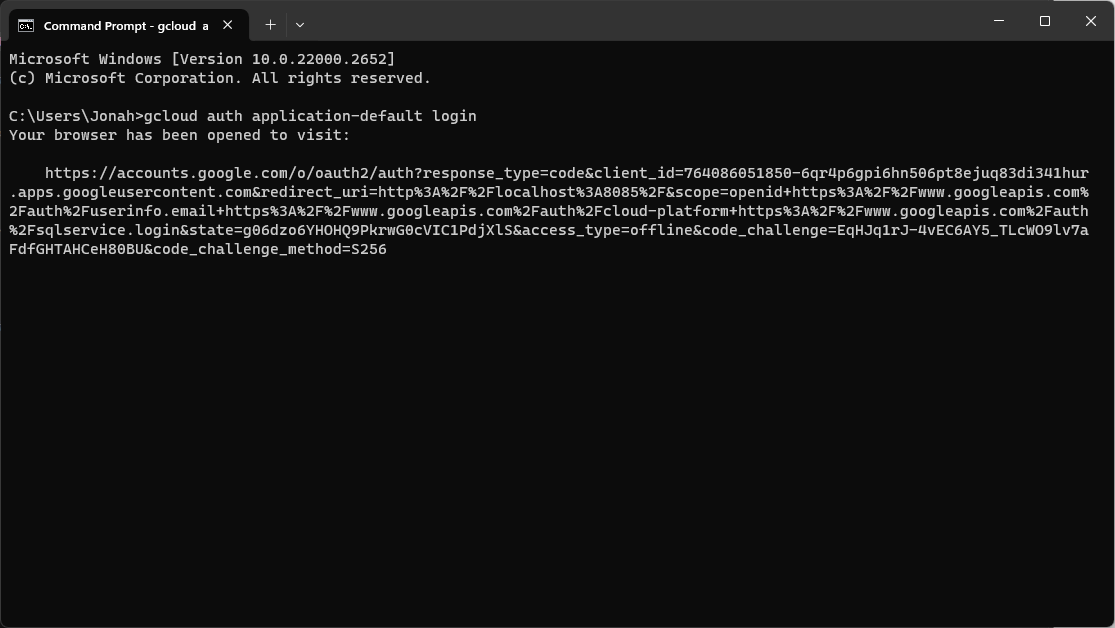 Command Prompt - gcloud a
Microsoft Windows [Version 10.0.22000.2652]
(c) Microsoft Corporation. All rights reserved.
C:\Users\Jonah>gcloud auth application-default login
Your browser has been opened to visit:
https://accounts.google.com/o/oauth2/auth?response_type=code&client_id=764086051850-6qr4p6gpi6hn506pt8ejuq83di341hur
.apps.googleusercontent.com&redirect_uri=http%3A%2F%2Flocalhost%3A8085%2F&scope=openid+https%3A%2F%2Fwww.googleapis.com%
2Fauth%2Fuserinfo.email+https%3A%2F%2Fwww.googleapis.com%2Fauth%2Fcloud-platform+https%3A%2F%2Fwww.googleapis.com%2Fauth
%2Fsqlservice.login&state=g06dzo6YHOHQ9PkrwG0cVIC1PdjXlS&access_type=offline&code_challenge=EqHJq1rJ-4vEC6AY5_TLcWO9lv7a
FdfGHTAHCeH80BU&code_challenge_method=S256